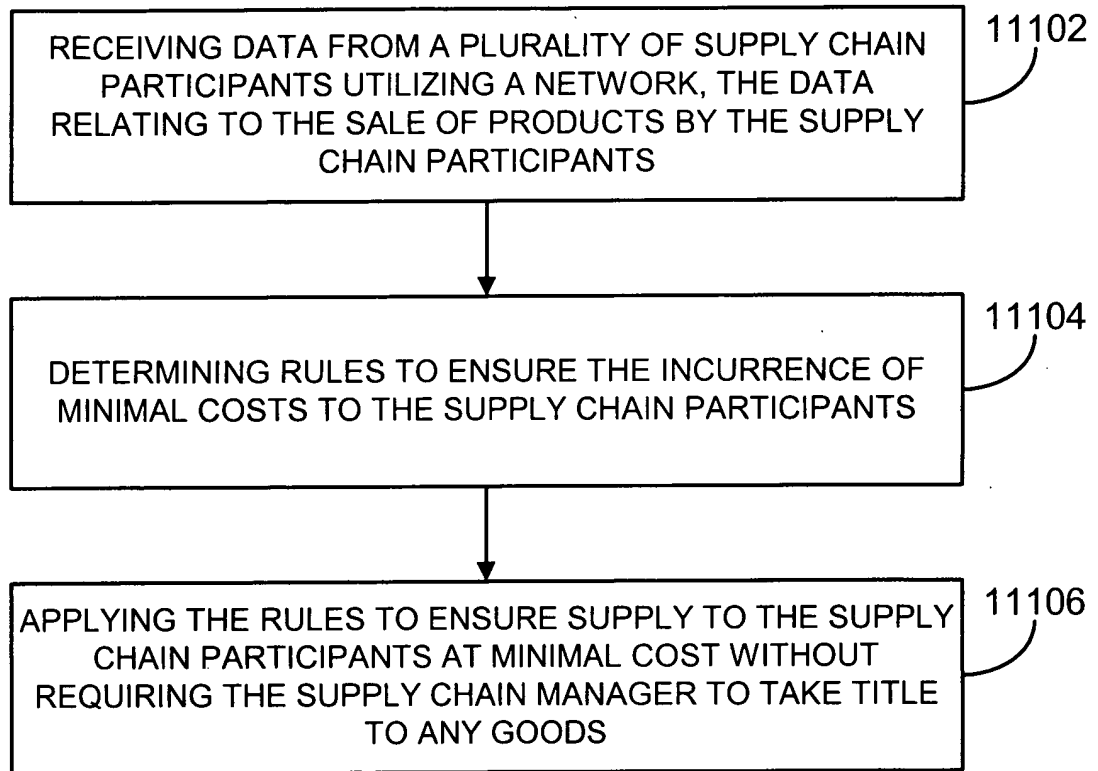 RECEIVING DATA FROM A PLURALITY OF SUPPLY CHAIN
PARTICIPANTS UTILIZING A NETWORK, THE DATA
RELATING TO THE SALE OF PRODUCTS BY THE SUPPLY
CHAIN PARTICIPANTS
11102
DETERMINING RULES TO ENSURE THE INCURRENCE OF
MINIMAL COSTS TO THE SUPPLY CHAIN PARTICIPANTS
11104
APPLYING THE RULES TO ENSURE SUPPLY TO THE SUPPLY
CHAIN PARTICIPANTS AT MINIMAL COST WITHOUT
REQUIRING THE SUPPLY CHAIN MANAGER TO TAKE TITLE
TO ANY GOODS
11106